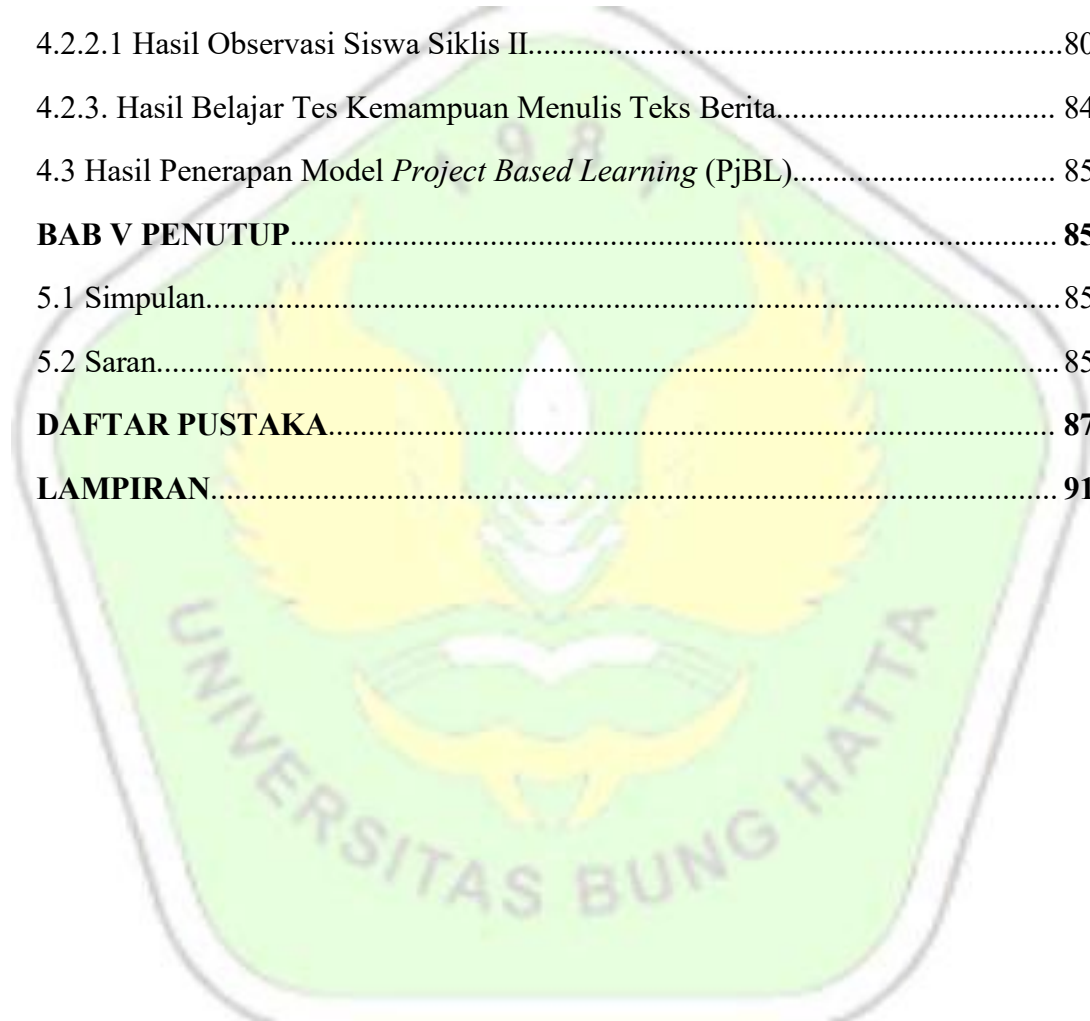 4.2.2.1 Hasil Observasi Siswa Siklis II.....................................................................80
4.2.3. Hasil Belajar Tes Kemampuan Menulis Teks Berita.................................... 84
4.3 Hasil Penerapan Model Project Based Learning (PjBL)................................. 85
BAB V PENUTUP.................................................................................................. 85
5.1 Simpulan..............................................................................................................85
5.2 Saran.................................................................................................................... 85
DAFTAR PUSTAKA............................................................................................. 87
LAMPIRAN............................................................................................................ 91
1981
UNIVERSITAS BUNG HATTA